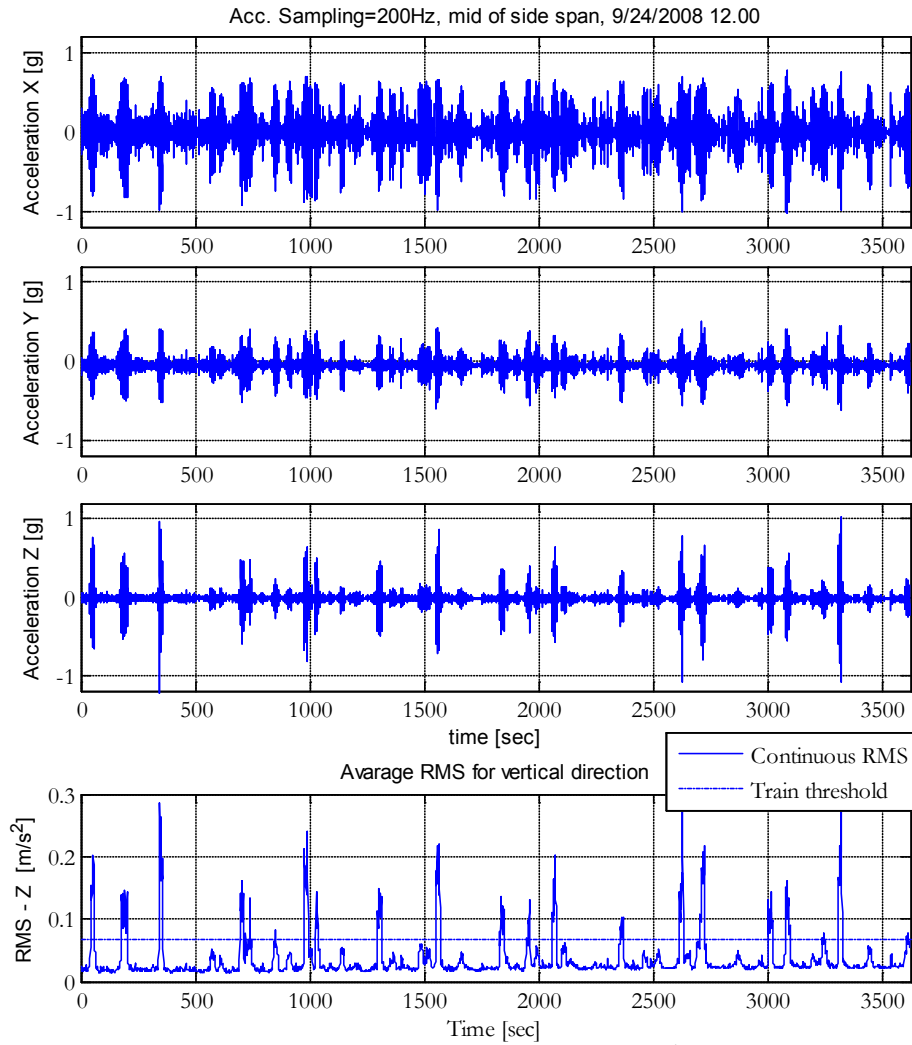 Acc. Sampling=200Hz, mid of side span, 9/24/2008 12.00
Acceleration X [g]
1
0
-1
0 500 1000 1500 2000 2500 3000 3500
Acceleration Y [g]
1
0
-1
0 500 1000 1500 2000 2500 3000 3500
Acceleration Z [g]
1
0
-1
0 500 1000 1500 2000 2500 3000 3500
time [sec]
Continuous RMS
Train threshold
Avarage RMS for vertical direction
RMS - Z [m/s²]
0.3
0.2
0.1
0
0 500 1000 1500 2000 2500 3000 3500
Time [sec]